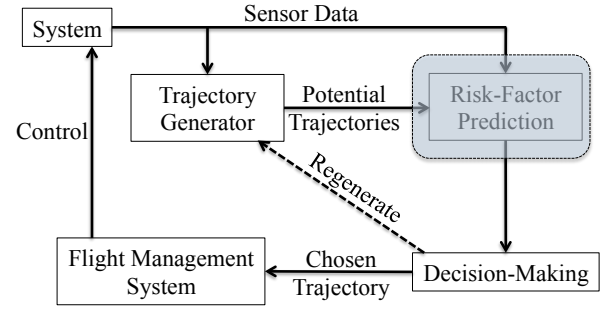 Sensor Data
System
Trajectory
Generator
Potential
Trajectories
Risk-Factor
Prediction
Control
Regenerate
Flight Management
System
Chosen
Trajectory
Decision-Making